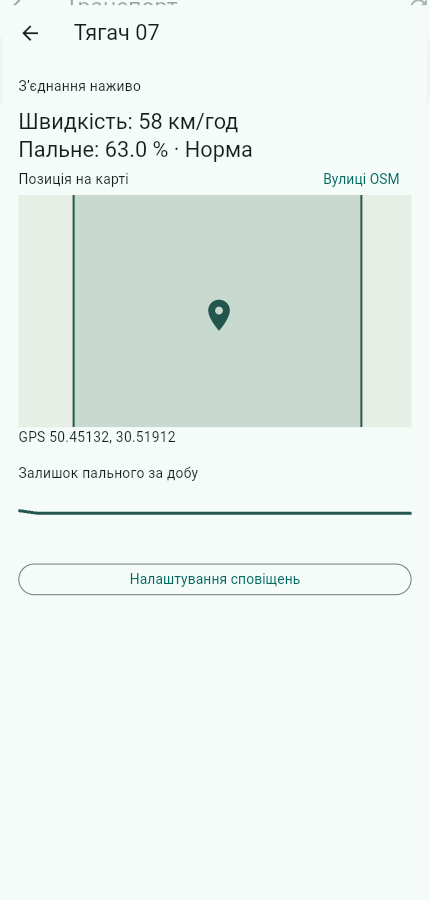 Тягач 07
З’єднання наживо
Швидкість: 58 км/год
Пальне: 63.0 % · Норма
Позиція на карті
Вулиці OSM
GPS 50.45132, 30.51912
Залишок пального за добу
Налаштування сповіщень